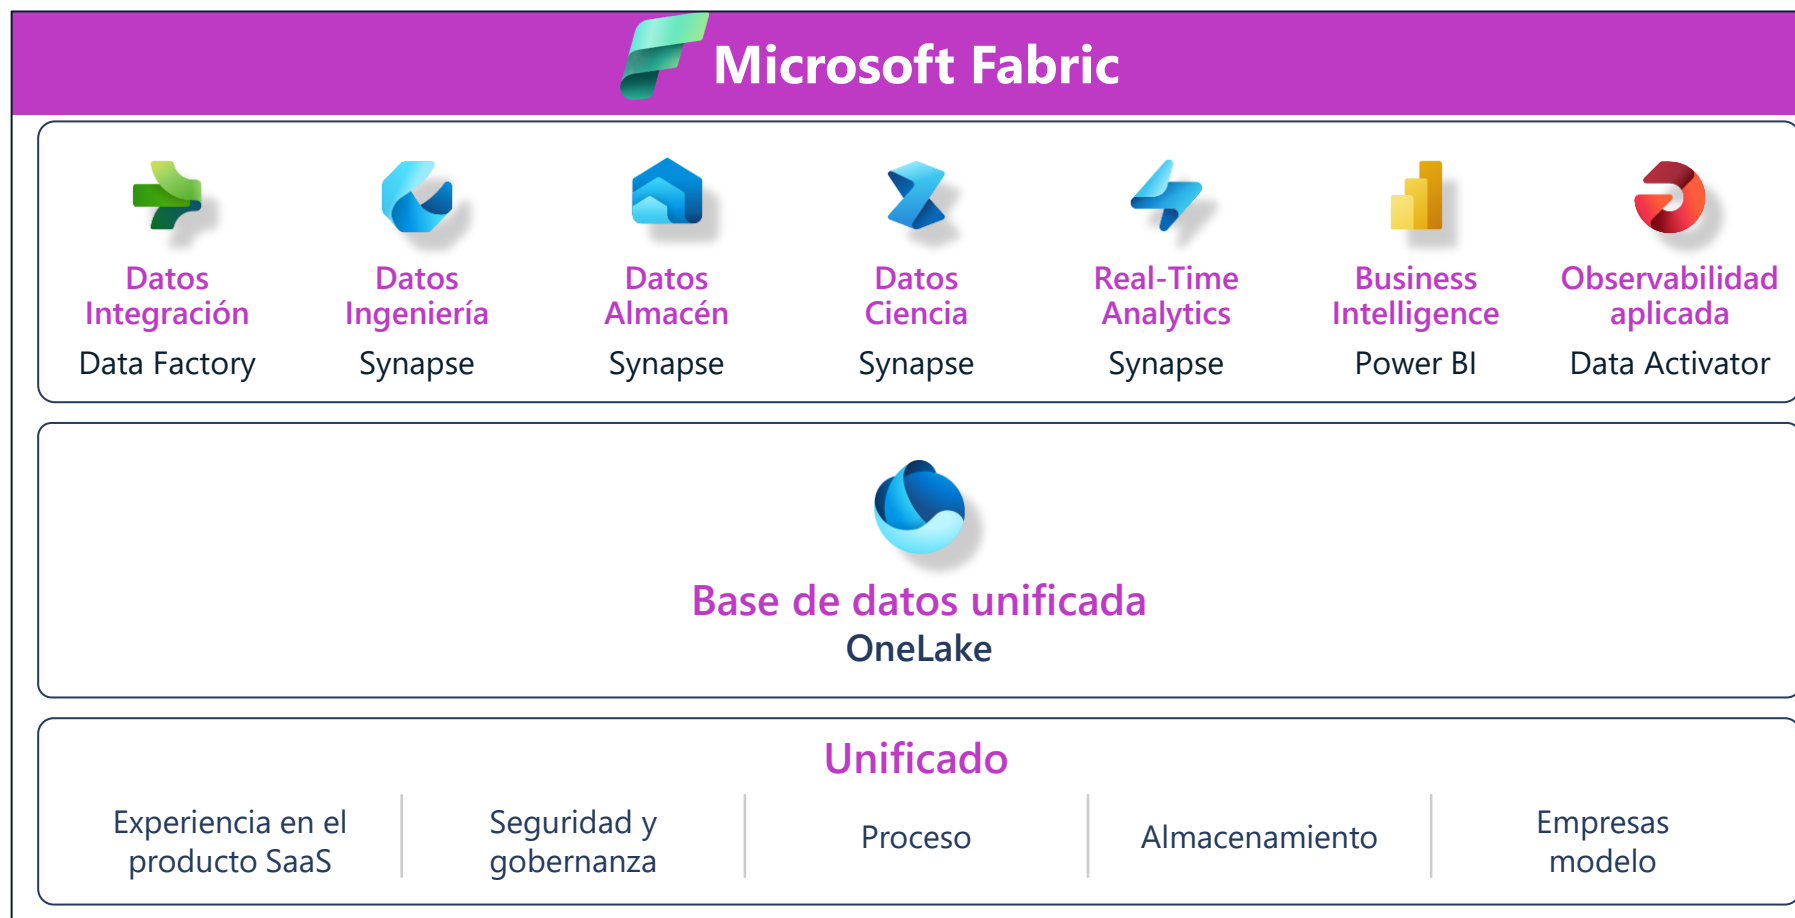 Microsoft Fabric
Datos
Integración
Data Factory
Datos
Ingeniería
Synapse
Datos
Almacén
Synapse
Datos
Ciencia
Synapse
Real-Time
Analytics
Synapse
Business
Intelligence
Power BI
Observabilidad
aplicada
Data Activator
Base de datos unificada
OneLake
Unificado
Experiencia en el
producto SaaS
Seguridad y
gobernanza
Proceso
Almacenamiento
Empresas
modelo